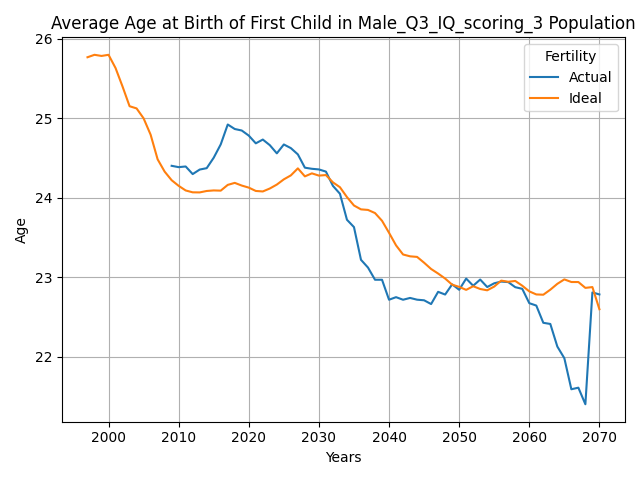 Average Age at Birth of First Child in Male_Q3_IQ_scoring_3 Population
Fertility
Actual
Ideal
26
25
24
23
22
Age
2000
2010
2020
2030
2040
2050
2060
2070
Years